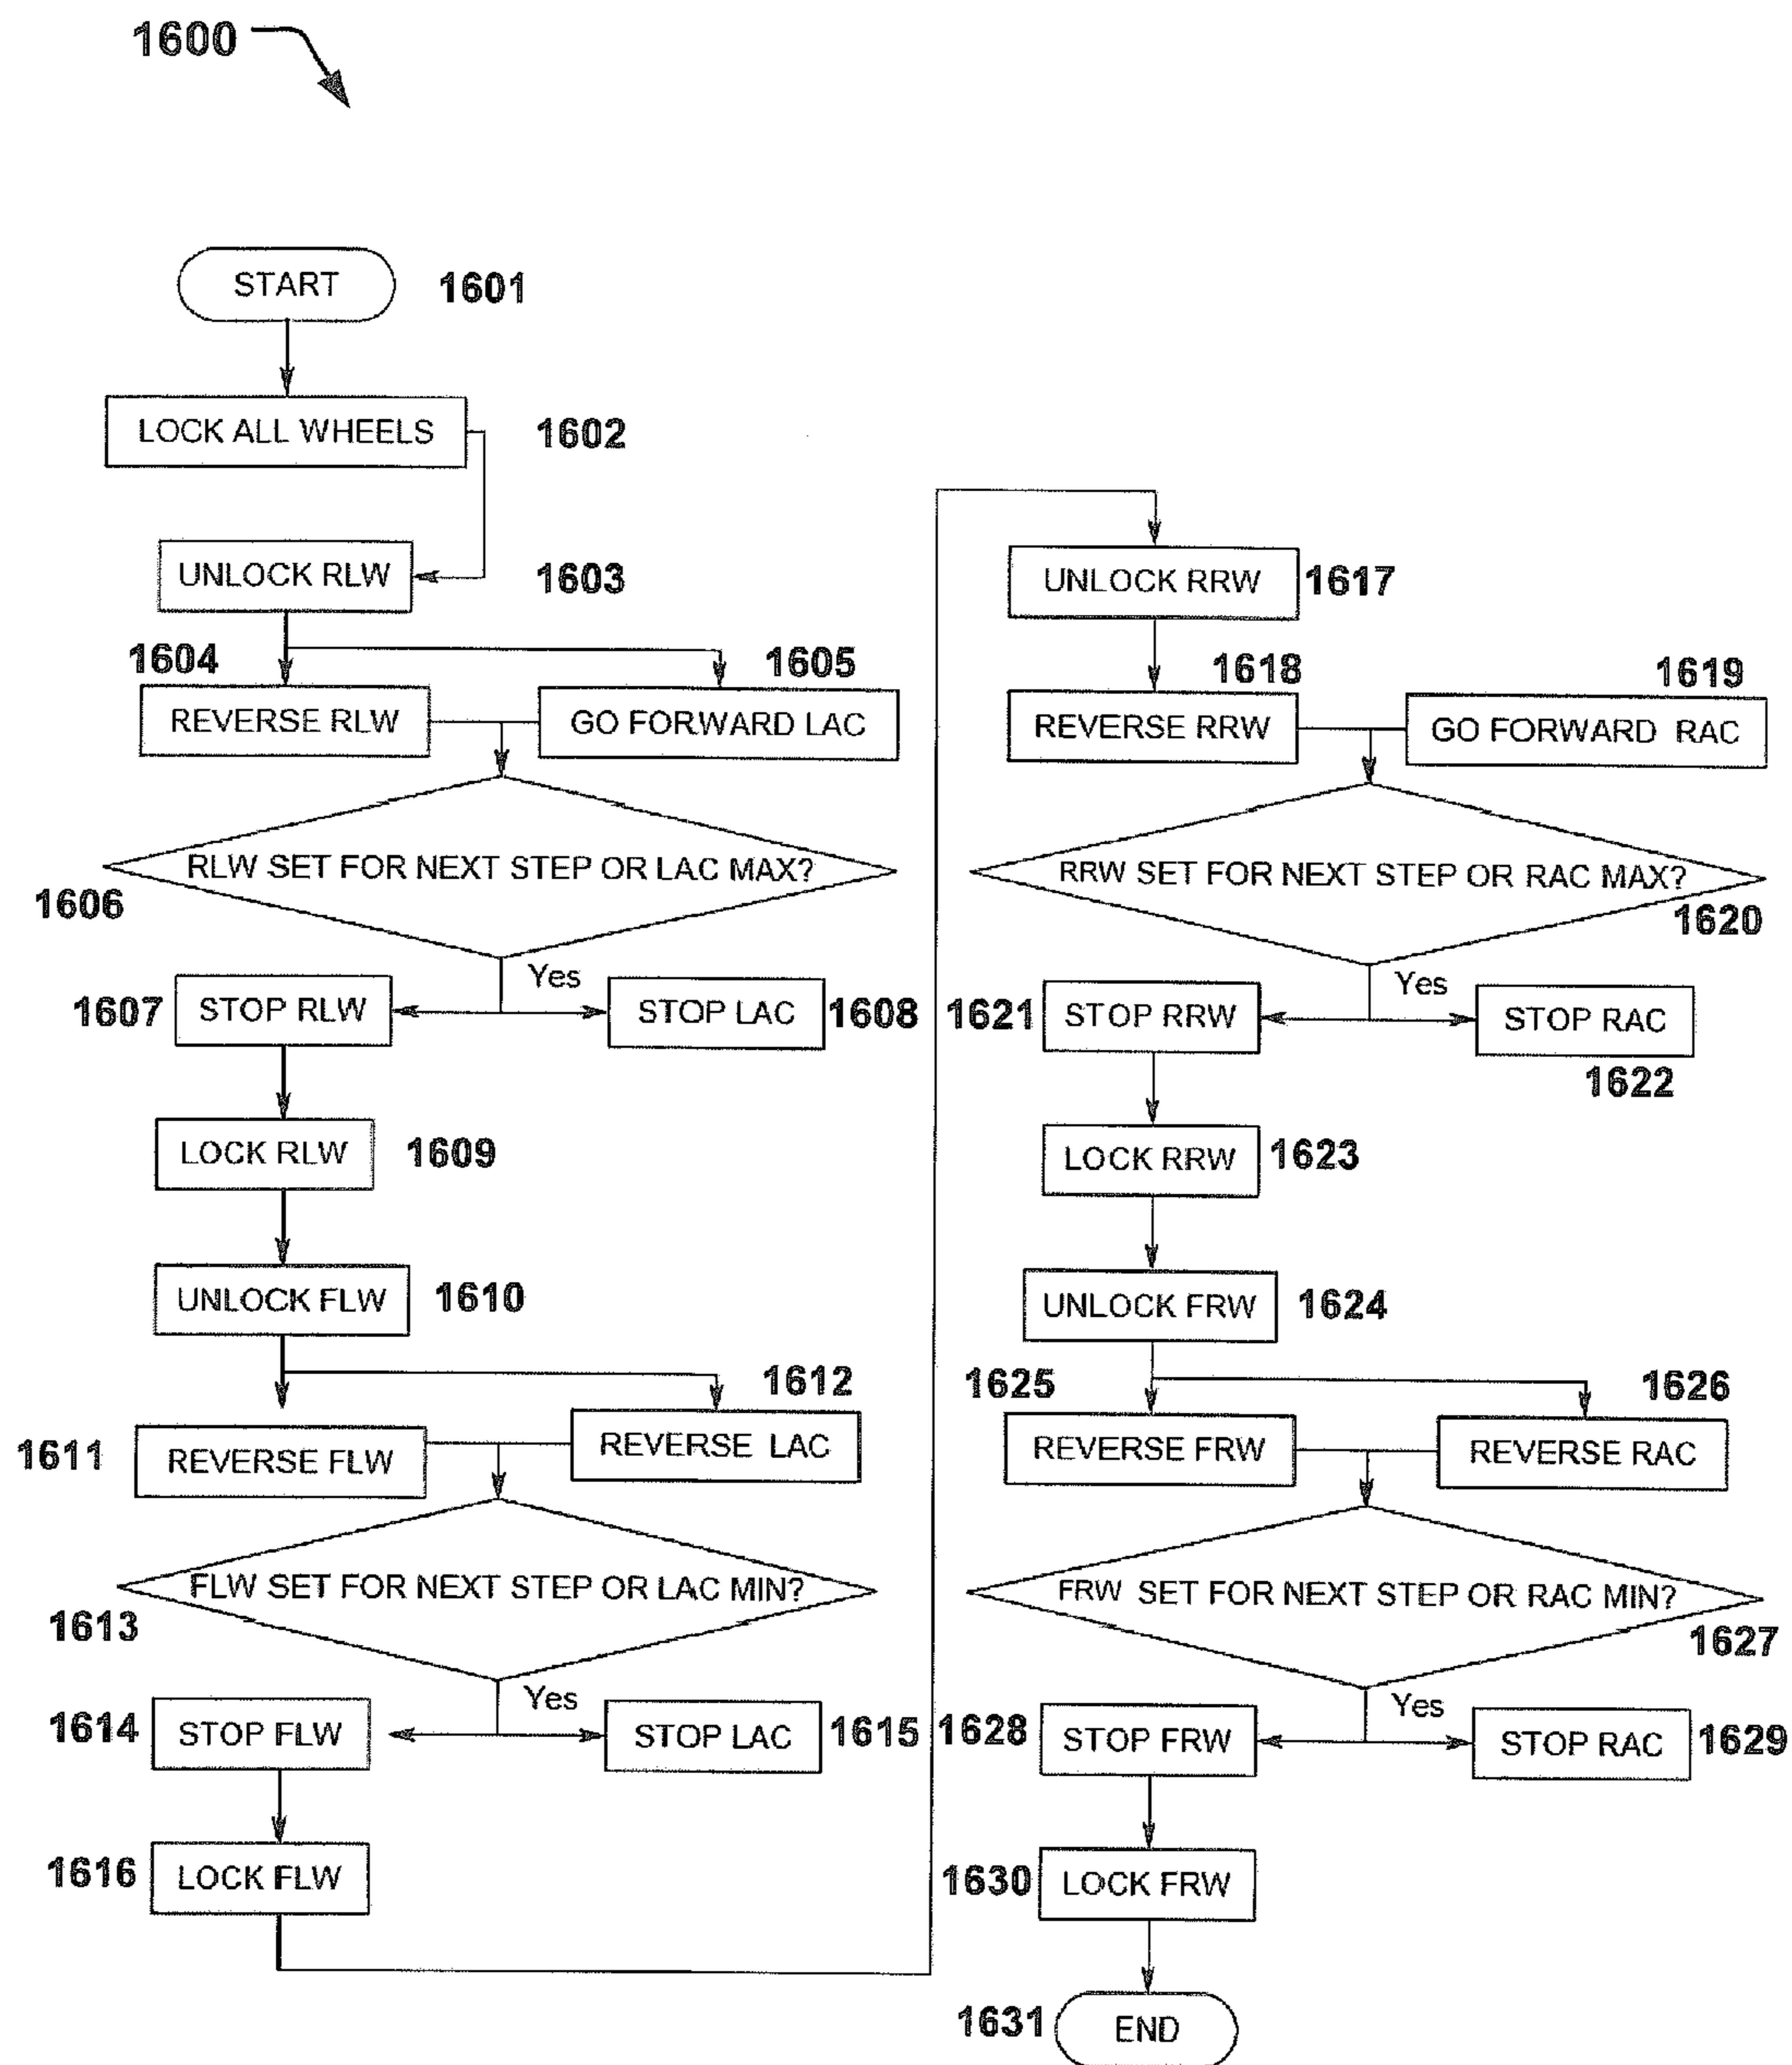 1600
START
1601
LOCK ALL WHEELS
1602
UNLOCK RLW
1603
1604
1605
REVERSE RLW
GO FORWARD LAC
RLW SET FOR NEXT STEP OR LAC MAX?
1606
Yes
1607
STOP RLW
STOP LAC
1608
LOCK RLW
1609
UNLOCK FLW
1610
1612
1611
REVERSE FLW
REVERSE LAC
FLW SET FOR NEXT STEP OR LAC MIN?
1613
Yes
1614
STOP FLW
STOP LAC
1615
1616
LOCK FLW
UNLOCK RRW
1617
1618
1619
REVERSE RRW
GO FORWARD RAC
RRW SET FOR NEXT STEP OR RAC MAX?
1620
Yes
1621
STOP RRW
STOP RAC
1622
LOCK RRW
1623
UNLOCK FRW
1624
1625
1626
REVERSE FRW
REVERSE RAC
FRW SET FOR NEXT STEP OR RAC MIN?
1627
Yes
1628
STOP FRW
STOP RAC
1629
1630
LOCK FRW
1631
END